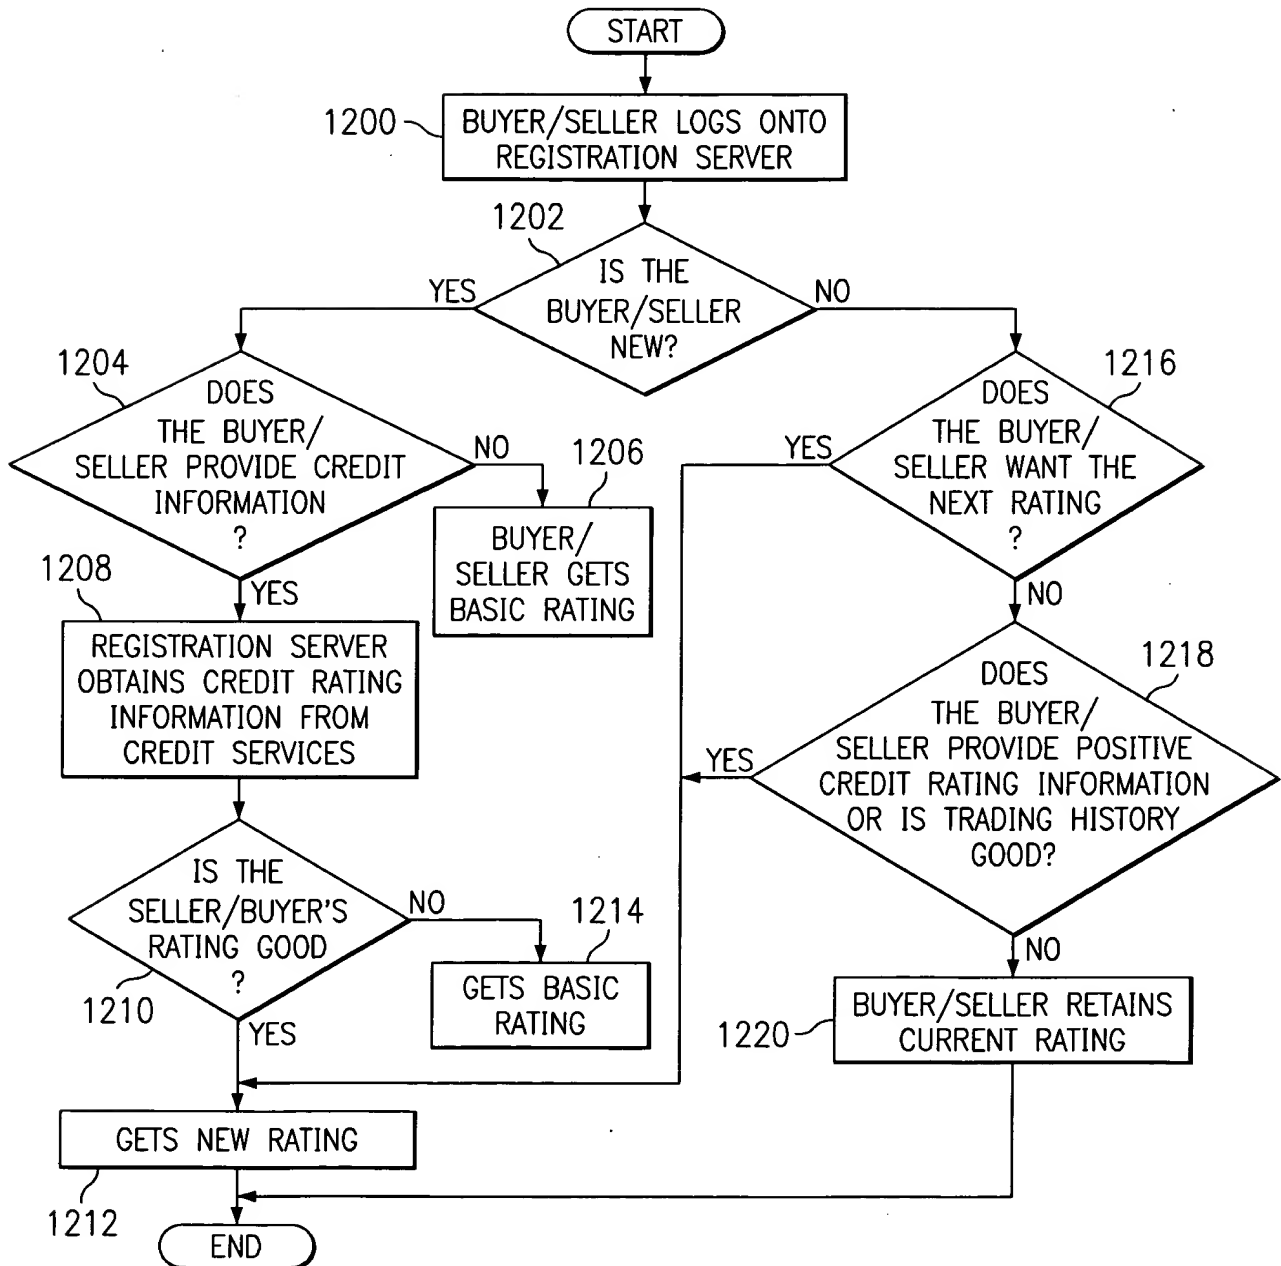 START
1200
BUYER/SELLER LOGS ONTO
REGISTRATION SERVER
1202
IS THE
BUYER/SELLER
NEW?
YES
NO
1204
DOES
THE BUYER/
SELLER PROVIDE CREDIT
INFORMATION
?
NO
YES
1206
BUYER/
SELLER GETS
BASIC RATING
1208
REGISTRATION SERVER
OBTAINS CREDIT RATING
INFORMATION FROM
CREDIT SERVICES
IS THE
SELLER/BUYER'S
RATING GOOD
?
1210
NO
YES
1214
GETS BASIC
RATING
GETS NEW RATING
1212
1216
DOES
THE BUYER/
SELLER WANT THE
NEXT RATING
?
YES
NO
1218
DOES
THE BUYER/
SELLER PROVIDE POSITIVE
CREDIT RATING INFORMATION
OR IS TRADING HISTORY
GOOD?
YES
NO
BUYER/SELLER RETAINS
CURRENT RATING
1220
END